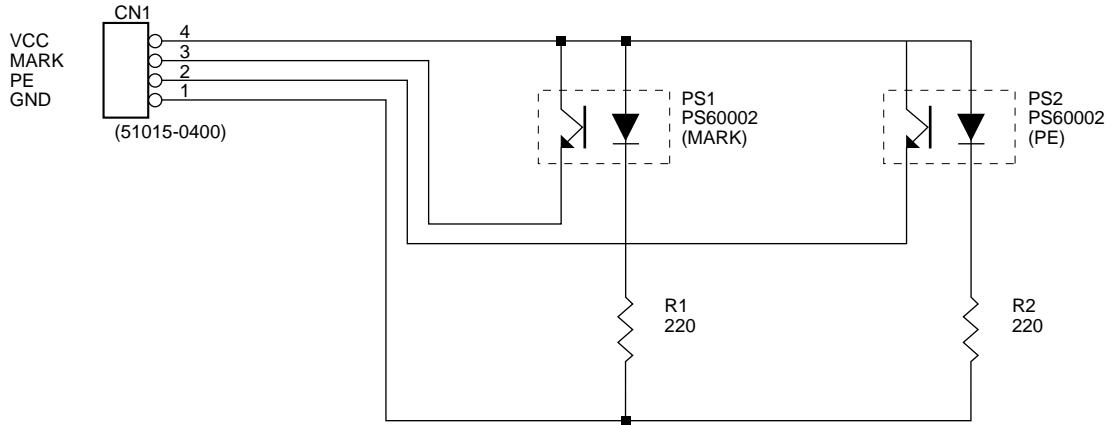 CN1
VCC
MARK
PE
GND
4
3
2
1
(51015-0400)
PS1
PS60002
(MARK)
PS2
PS60002
(PE)
R1
220
R2
220